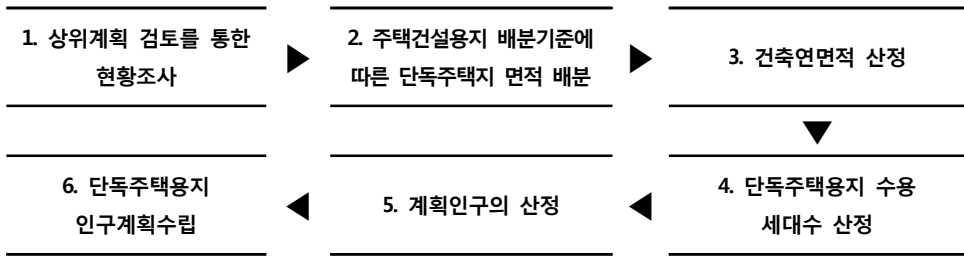 1. 상위계획 검토를 통한
현황조사
2. 주택건설용지 배분기준에
따른 단독주택지 면적 배분
3. 건축연면적 산정
4. 단독주택용지 수용
세대수 산정
5. 계획인구의 산정
6. 단독주택용지
인구계획수립